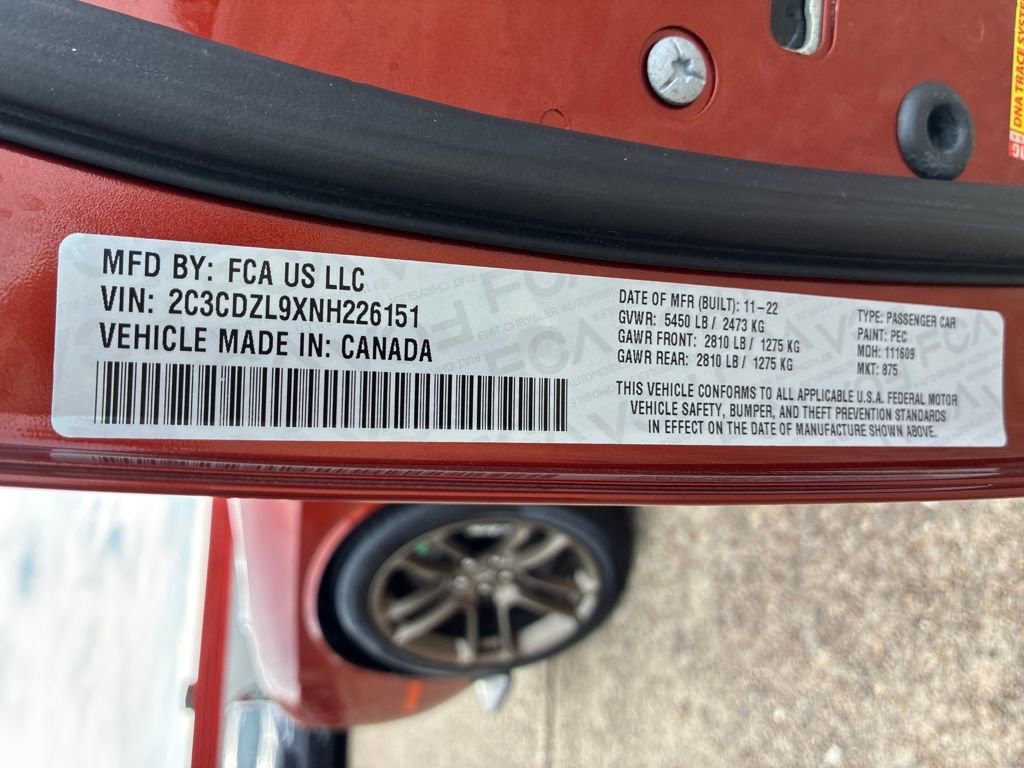 MFD BY: FCA US LLC
VIN: 2C3CDZL9XNH226151
VEHICLE MADE IN: CANADA
DATE OF MFR (BUILT): 11-22
GVWR: 5450 LB / 2473 KG
GAWR FRONT: 2810 LB / 1275 KG
GAWR REAR: 2810 LB / 1275 KG
TYPE: PASSENGER CAR
PAINT: PEC
MDH: 111609
MKT: 875
THIS VEHICLE CONFORMS TO ALL APPLICABLE U.S.A. FEDERAL MOTOR
VEHICLE SAFETY, BUMPER, AND THEFT PREVENTION STANDARDS
IN EFFECT ON THE DATE OF MANUFACTURE SHOWN ABOVE.
DNA TRACE